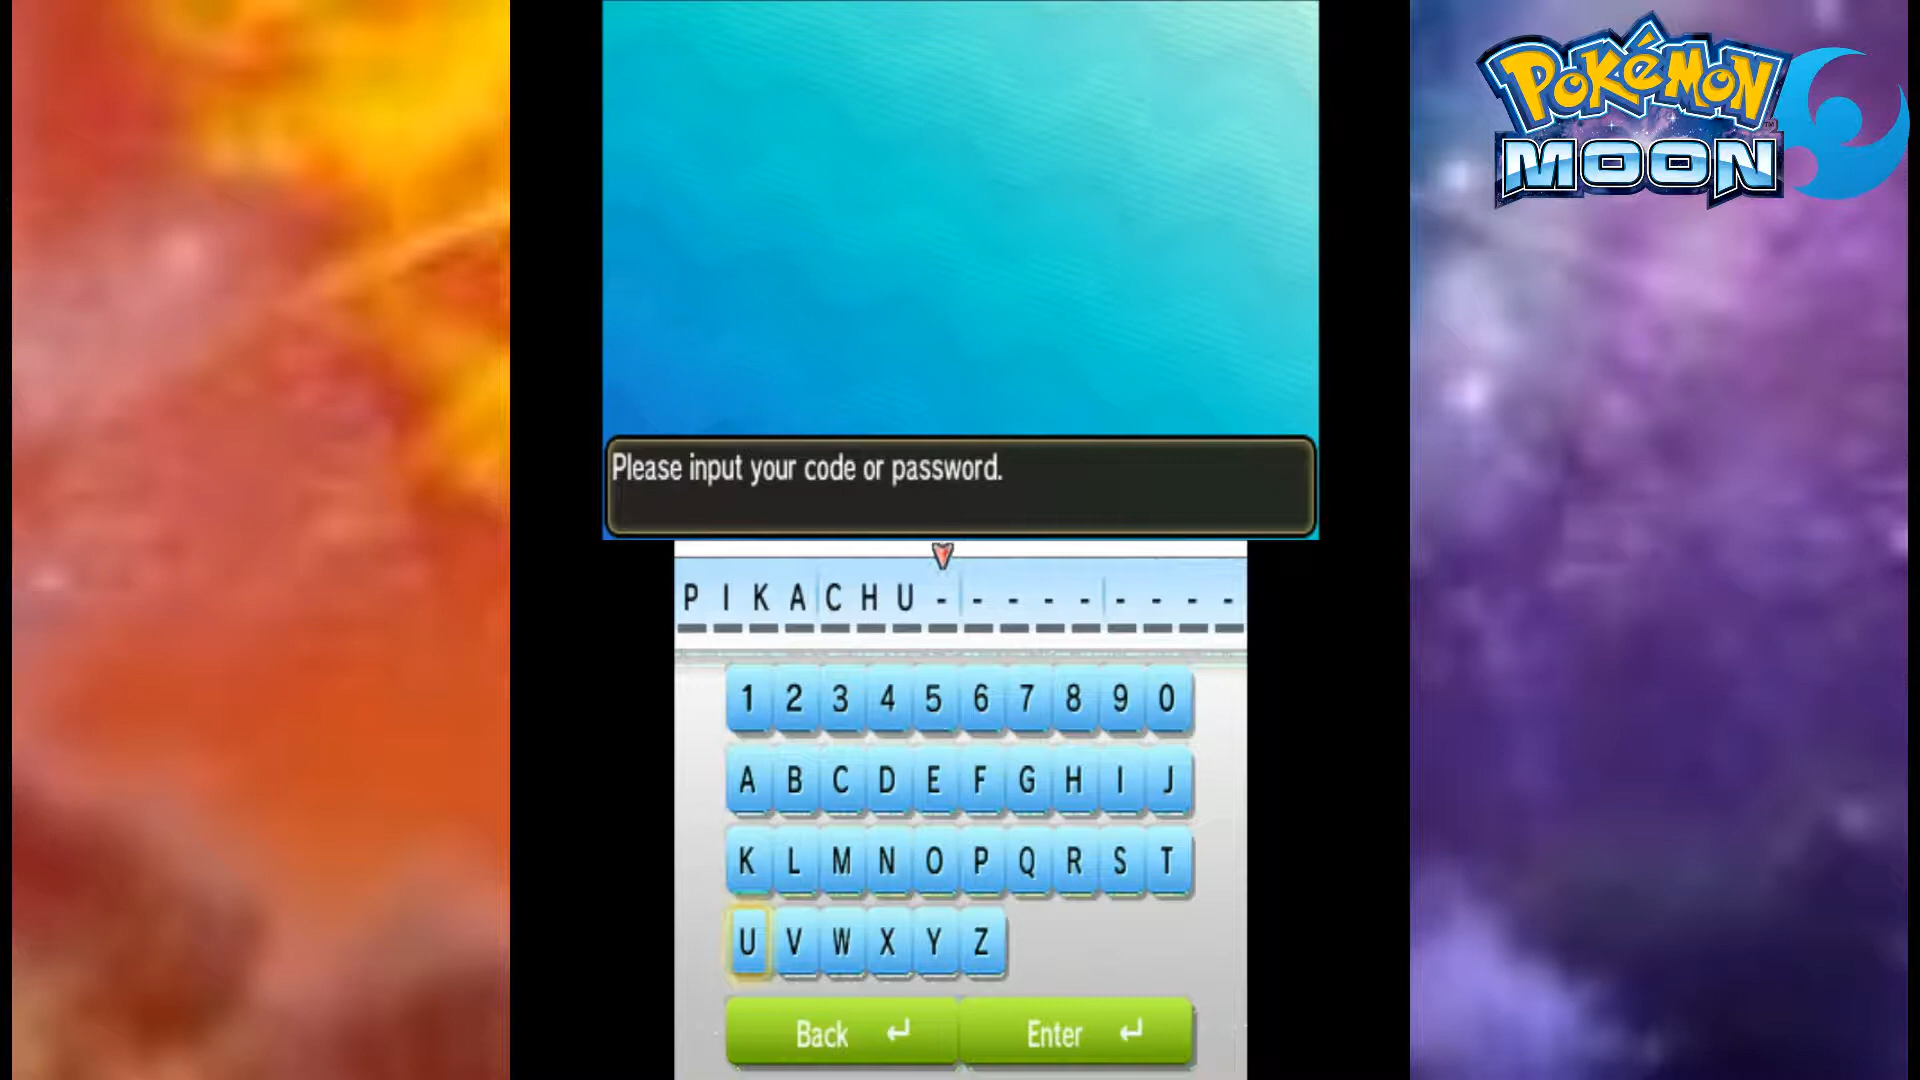 POKéMON
TM
MOON
Please input your code or password.
P I K A C H U - - - - - - - - -
1 2 3 4 5 6 7 8 9 0
A B C D E F G H I J
K L M N O P Q R S T
U V W X Y Z
Back Enter